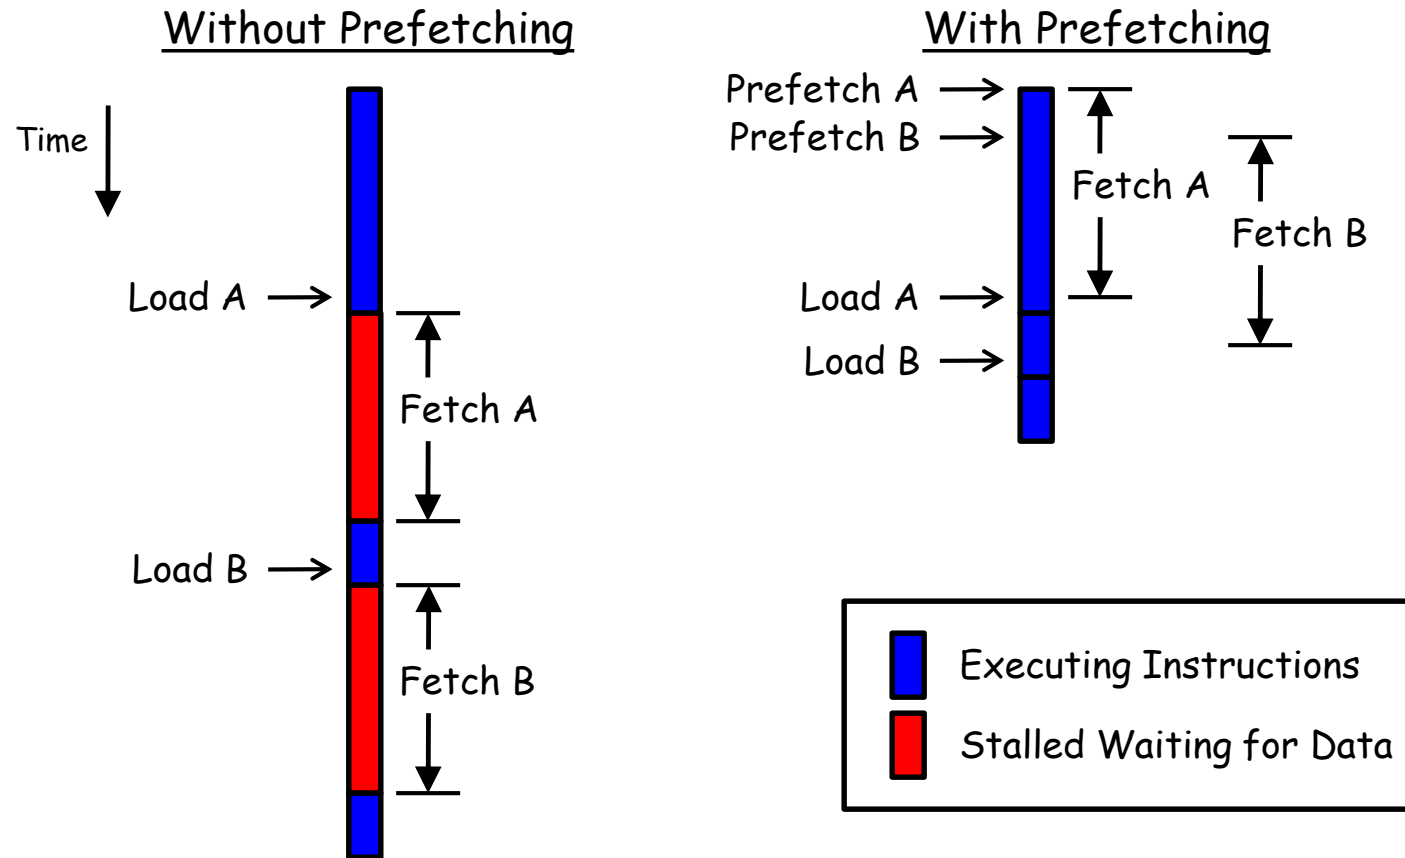 Without Prefetching
Time
Load A
Fetch A
Load B
Fetch B
With Prefetching
Prefetch A
Prefetch B
Fetch A
Fetch B
Load A
Load B
Executing Instructions
Stalled Waiting for Data